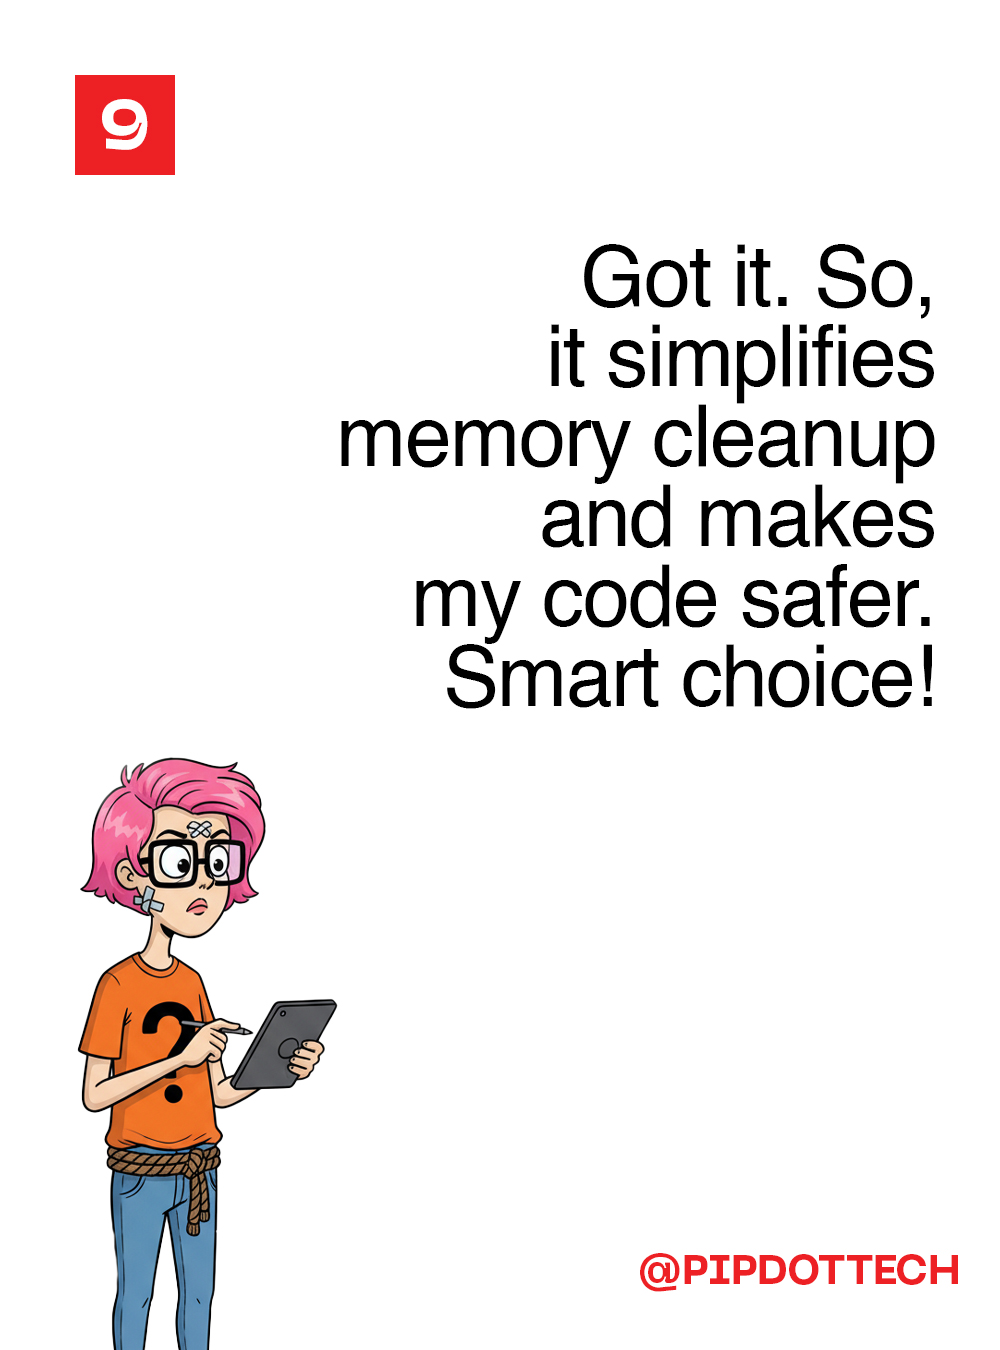 9
Got it. So,
it simplifies
memory cleanup
and makes
my code safer.
Smart choice!
?
@PIPDOTTECH